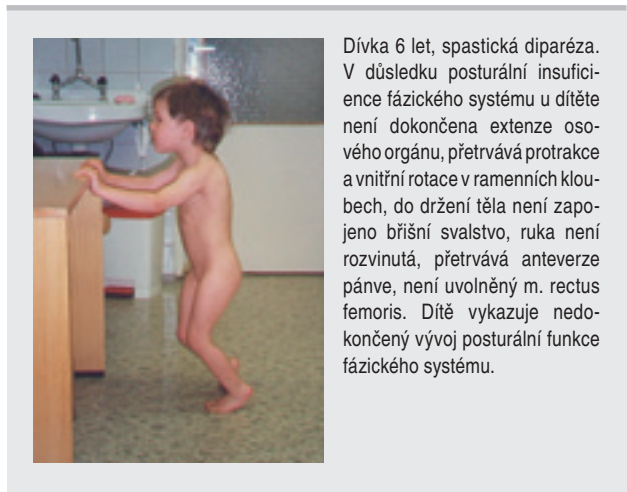 Dívka 6 let, spastická diparéza.
V důsledku posturální insufici-
ence fázického systému u dítěte
není dokončena extenze oso-
vého orgánu, přetrvává protrakce
a vnitřní rotace v ramenních klou-
bech, do držení těla není zapo-
jeno břišní svalstvo, ruka není
rozvinutá, přetrvává anteverze
pánve, není uvolněný m. rectus
femoris. Dítě vykazuje nedo-
končený vývoj posturální funkce
fázického systému.